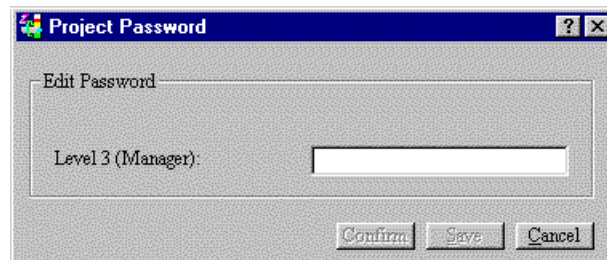 Project Password
Edit Password
Level 3 (Manager):
Confirm Save Cancel